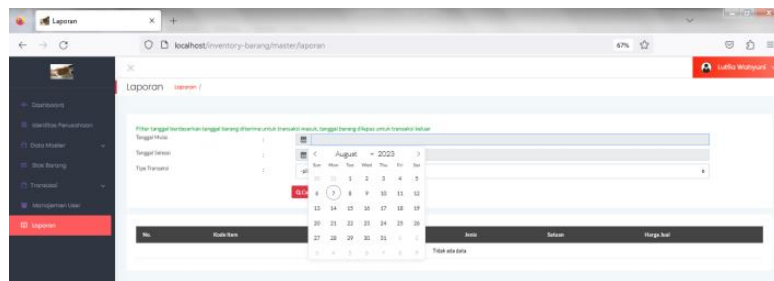 Laporan
localhost/inventory-barang/master/laporan
67%
Lutfia Wahyuni
Laporan Laporan /
Dashboard
Identitas Perusahaan
Data Master
Stok Barang
Transaksi
Manajemen User
Laporan
Filter tanggal berdasarkan tanggal barang diterima untuk transaksi masuk, tanggal barang dilepas untuk transaksi keluar
Tanggal Mulai :
Tanggal Selesai :
Tipe Transaksi :
August 2023
Sun Mon Tue Wed Thu Fri Sat
30 31 1 2 3 4 5
6 7 8 9 10 11 12
13 14 15 16 17 18 19
20 21 22 23 24 25 26
27 28 29 30 31 1 2
3 4 5 6 7 8 9
No. Kode Item Jenis Satuan Harga Jual
Tidak ada data